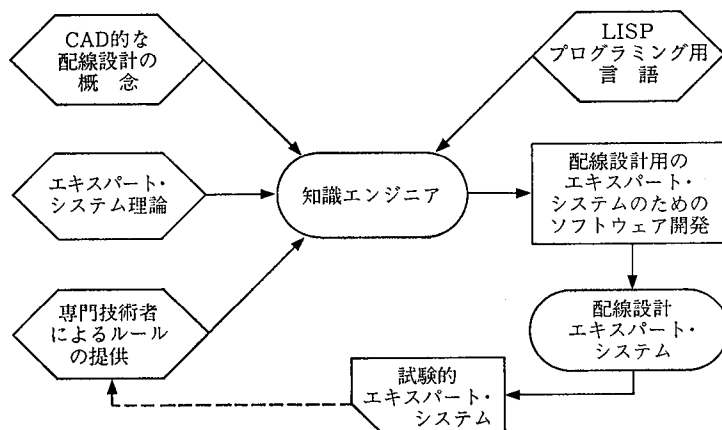 CAD的な
配線設計の
概　念
LISP
プログラミング用
言　語
エキスパート・
システム理論
知識エンジニア
配線設計用の
エキスパート・
システムのための
ソフトウェア開発
専門技術者
によるルール
の提供
配線設計
エキスパート・
システム
試験的
エキスパート・
システム